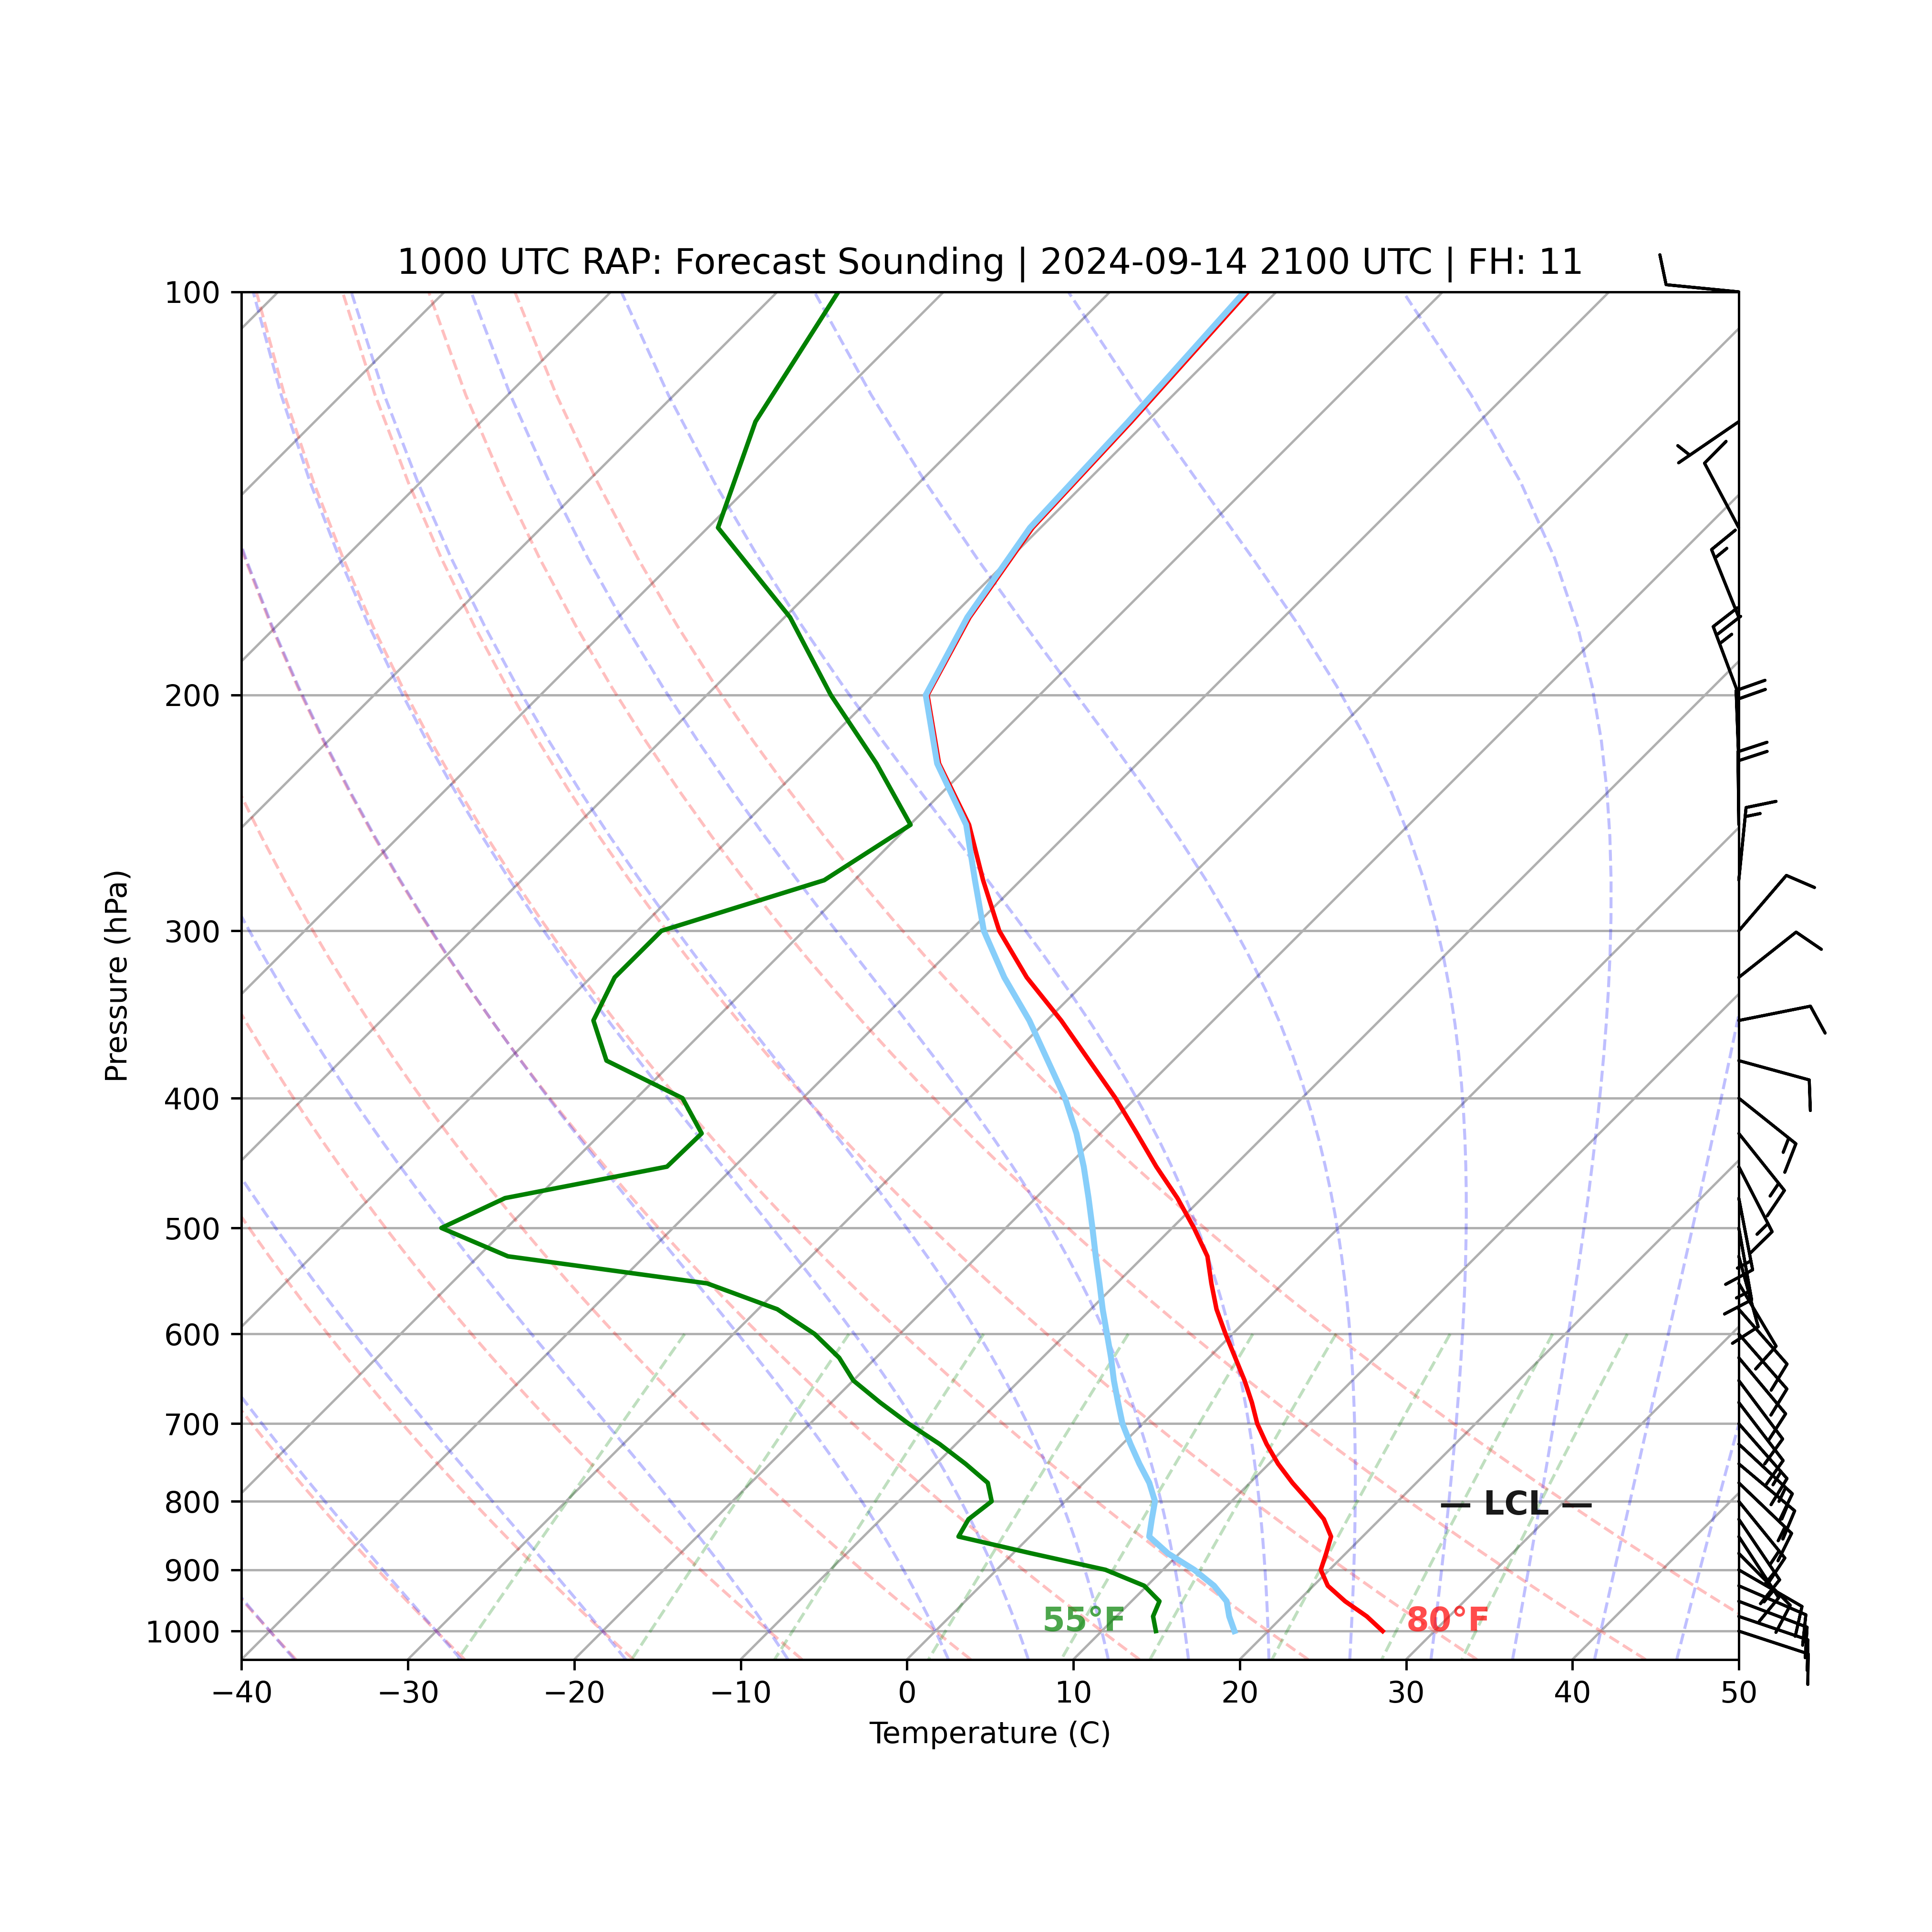 1000 UTC RAP: Forecast Sounding | 2024-09-14 2100 UTC | FH: 11
100
200
300
400
500
600
700
800
900
1000
Pressure (hPa)
— LCL —
55°F
80°F
−40 −30 −20 −10 0 10 20 30 40 50
Temperature (C)